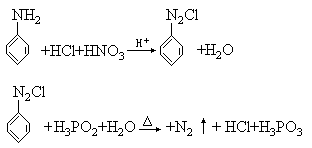 NH2 N2Cl
+HCl+HNO3 H+ +H2O
N2Cl
+H3PO2+H2O △ +N2 ↑ + HCl+H3PO3